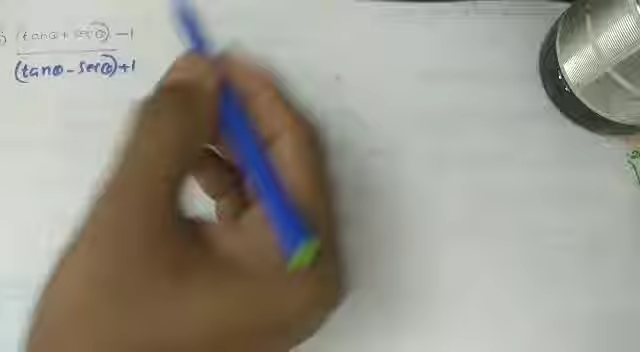 (tanθ + secθ) - 1
(tanθ - secθ) + 1